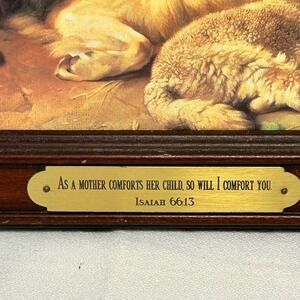 As a mother comforts her child, so will I comfort you.
Isaiah 66:13